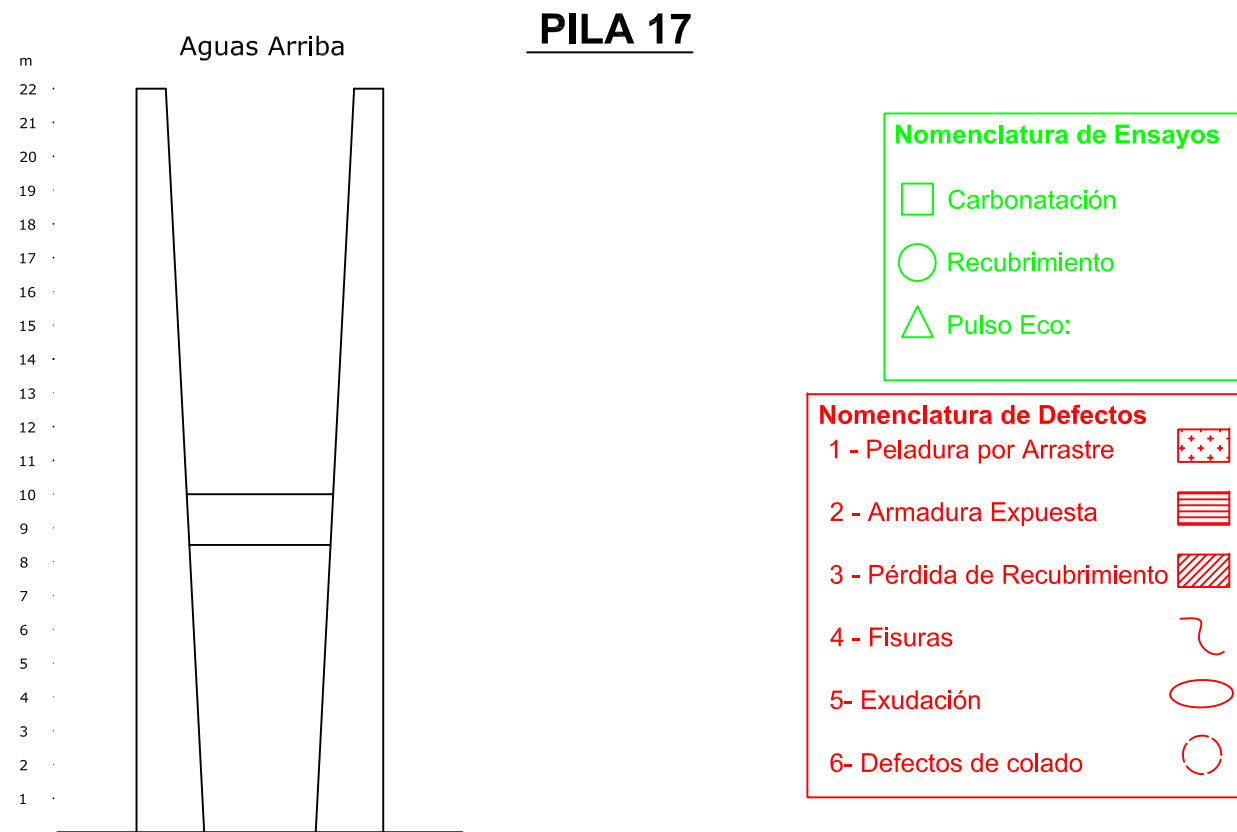 PILA 17
Aguas Arriba
m
22
21
20
19
18
17
16
15
14
13
12
11
10
9
8
7
6
5
4
3
2
1
Nomenclatura de Ensayos
Carbonatación
Recubrimiento
Pulso Eco:
Nomenclatura de Defectos
1 - Peladura por Arrastre
2 - Armadura Expuesta
3 - Pérdida de Recubrimiento
4 - Fisuras
5- Exudación
6- Defectos de colado